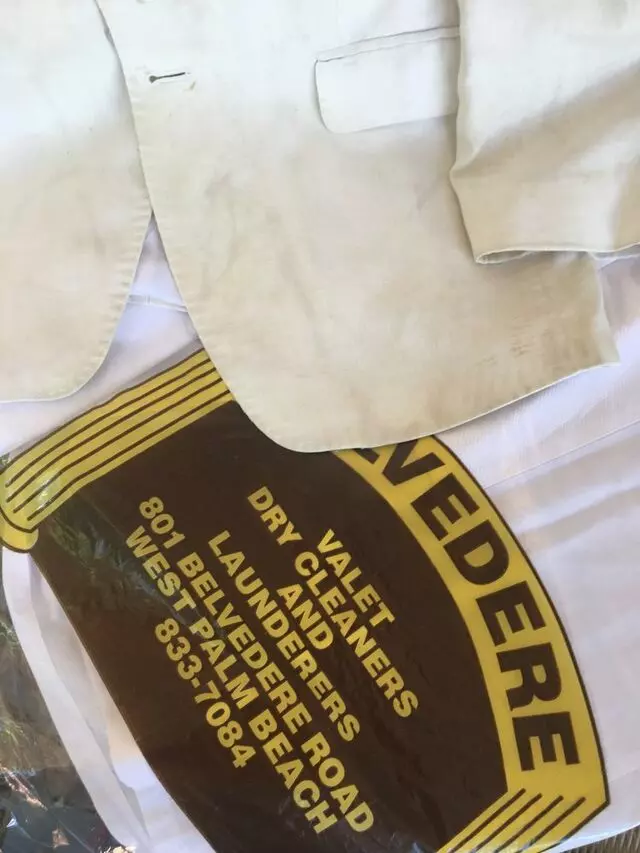 VEDERE
VALET
DRY CLEANERS
AND
LAUNDERERS
801 BELVEDERE ROAD
WEST PALM BEACH
833-7084